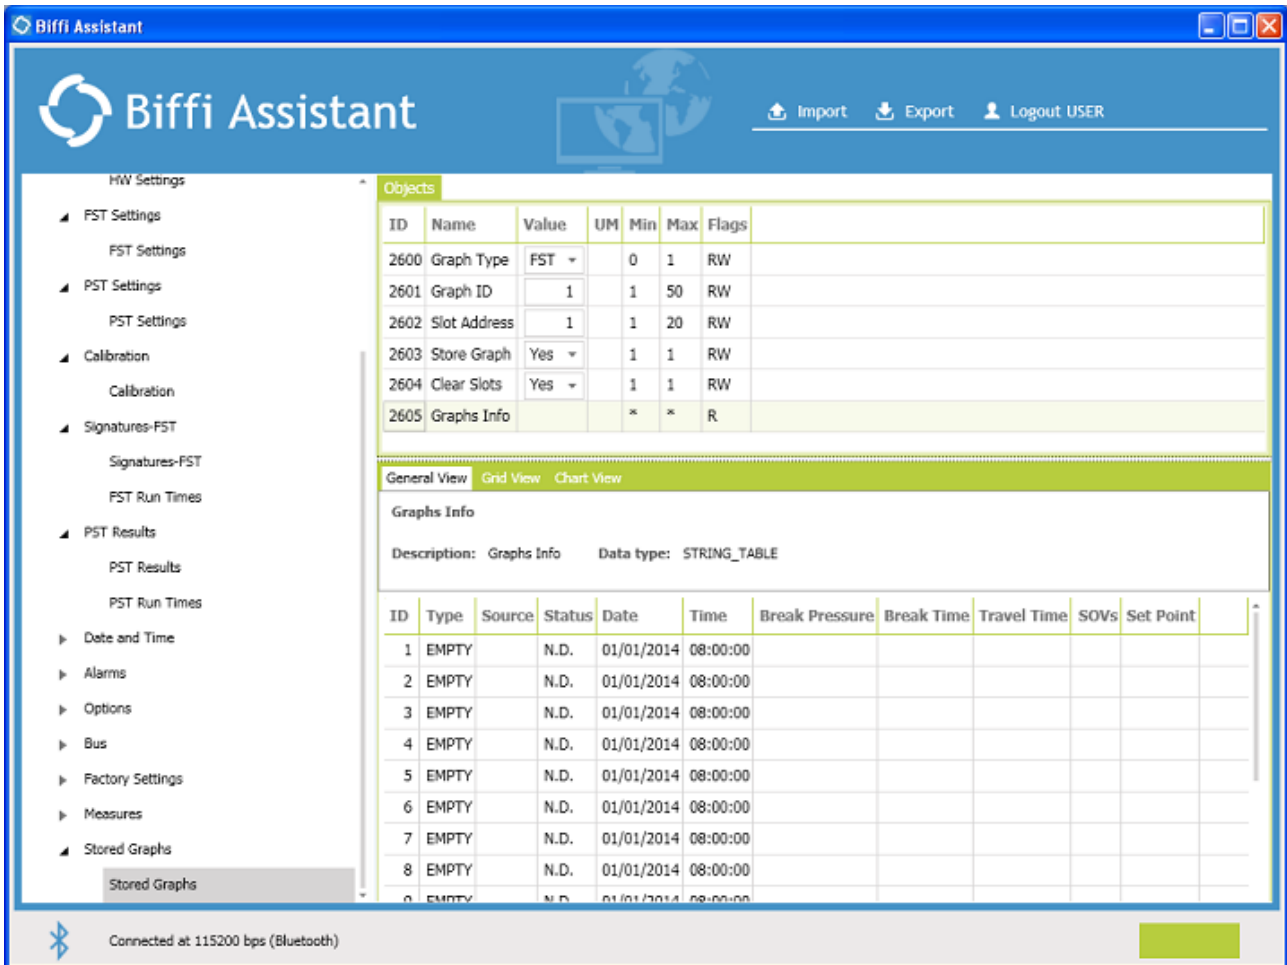 Biffi Assistant
Biffi Assistant
Import Export Logout USER
HW Settings
FST Settings
FST Settings
PST Settings
PST Settings
Calibration
Calibration
Signatures-FST
Signatures-FST
FST Run Times
PST Results
PST Results
PST Run Times
Date and Time
Alarms
Options
Bus
Factory Settings
Measures
Stored Graphs
Stored Graphs
Objects
ID Name Value UM Min Max Flags
2600 Graph Type FST 0 1 RW
2601 Graph ID 1 1 50 RW
2602 Slot Address 1 1 20 RW
2603 Store Graph Yes 1 1 RW
2604 Clear Slots Yes 1 1 RW
2605 Graphs Info * * R
General View Grid View Chart View
Graphs Info
Description: Graphs Info Data type: STRING_TABLE
ID Type Source Status Date Time Break Pressure Break Time Travel Time SOVs Set Point
1 EMPTY N.D. 01/01/2014 08:00:00
2 EMPTY N.D. 01/01/2014 08:00:00
3 EMPTY N.D. 01/01/2014 08:00:00
4 EMPTY N.D. 01/01/2014 08:00:00
5 EMPTY N.D. 01/01/2014 08:00:00
6 EMPTY N.D. 01/01/2014 08:00:00
7 EMPTY N.D. 01/01/2014 08:00:00
8 EMPTY N.D. 01/01/2014 08:00:00
9 EMPTY N.D. 01/01/2014 08:00:00
Connected at 115200 bps (Bluetooth)